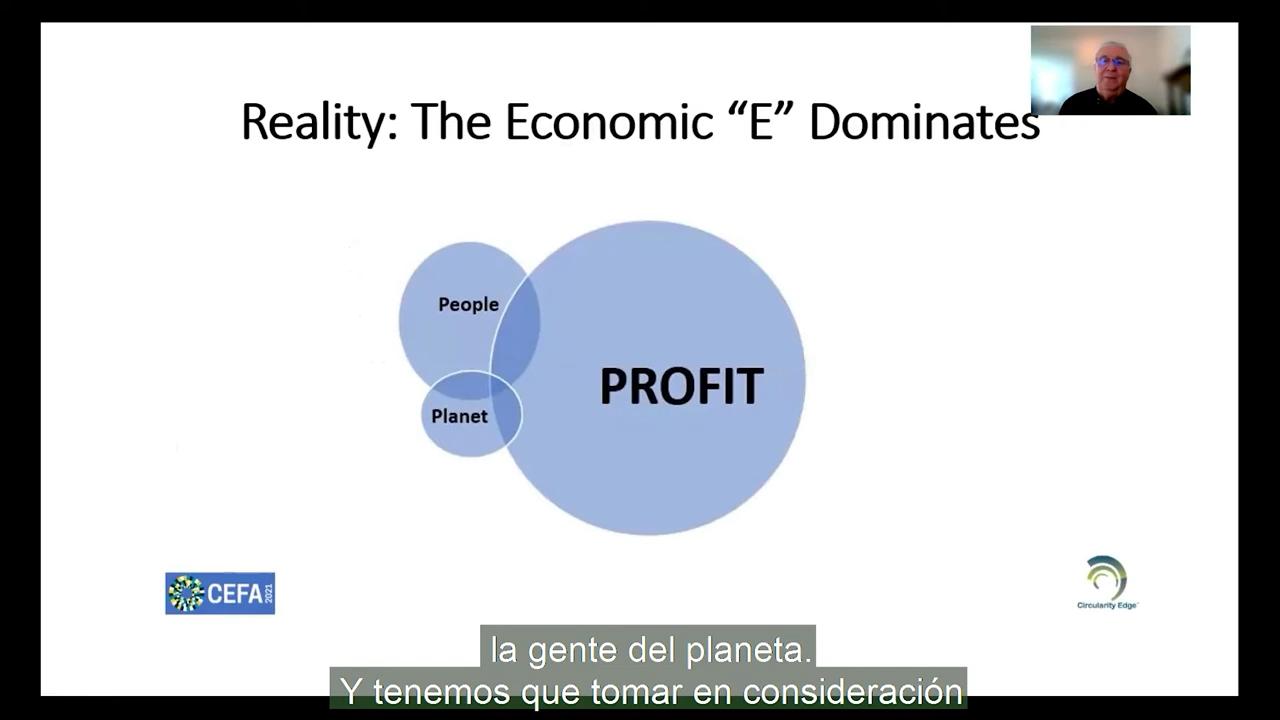 Reality: The Economic “E” Dominates
People
PROFIT
Planet
CEFA 2021
Circularity Edge
la gente del planeta.
Y tenemos que tomar en consideración